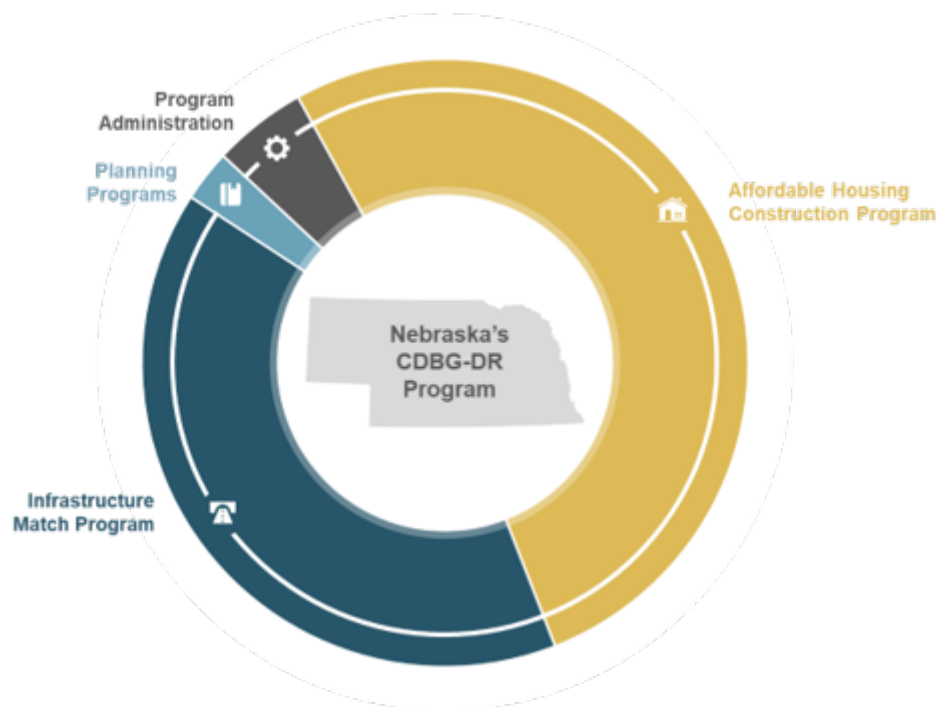 Program
Administration
Planning
Programs
Affordable Housing
Construction Program
Nebraska's
CDBG-DR
Program
Infrastructure
Match Program